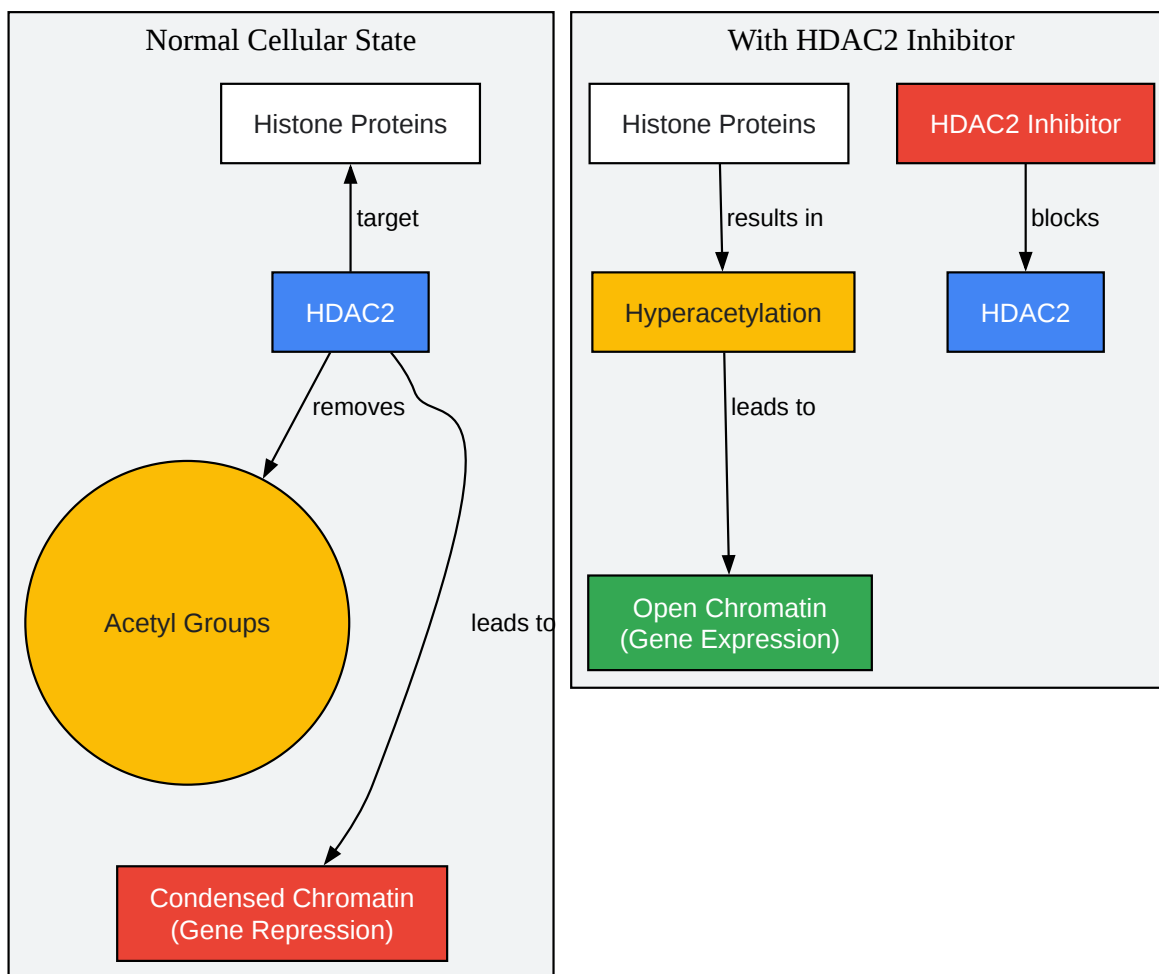 Normal Cellular State
Histone Proteins
target
HDAC2
removes
Acetyl Groups
leads to
Condensed Chromatin
(Gene Repression)
With HDAC2 Inhibitor
Histone Proteins
HDAC2 Inhibitor
results in
blocks
Hyperacetylation
HDAC2
leads to
Open Chromatin
(Gene Expression)